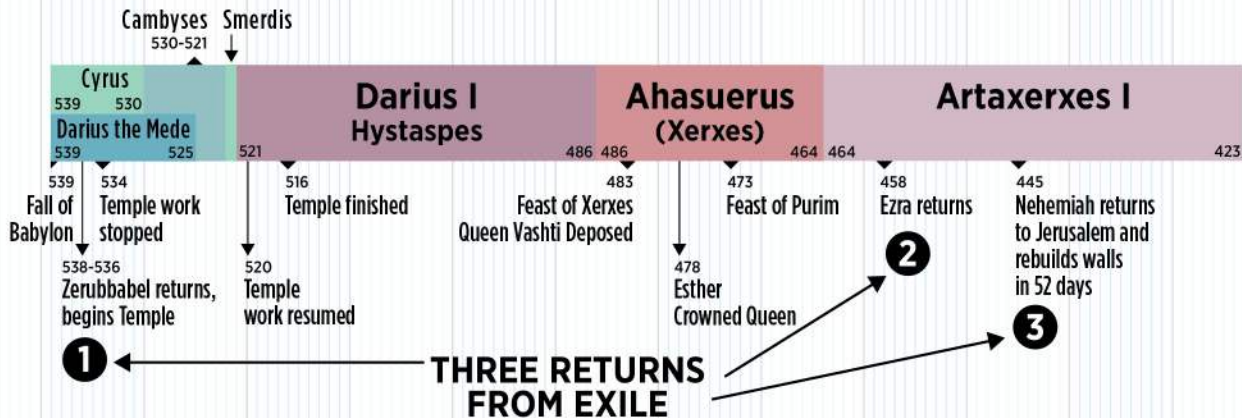 Cambyses
530-521
Smerdis
Cyrus
539 530
Darius the Mede
539 525
Darius I
Hystaspes
521 486
Ahasuerus
(Xerxes)
486 464
Artaxerxes I
464 423
539
Fall of
Babylon
534
Temple work
stopped
538-536
Zerubbabel returns,
begins Temple
1
516
Temple finished
520
Temple
work resumed
483
Feast of Xerxes
Queen Vashti Deposed
473
Feast of Purim
478
Esther
Crowned Queen
458
Ezra returns
2
445
Nehemiah returns
to Jerusalem and
rebuilds walls
in 52 days
3
THREE RETURNS
FROM EXILE